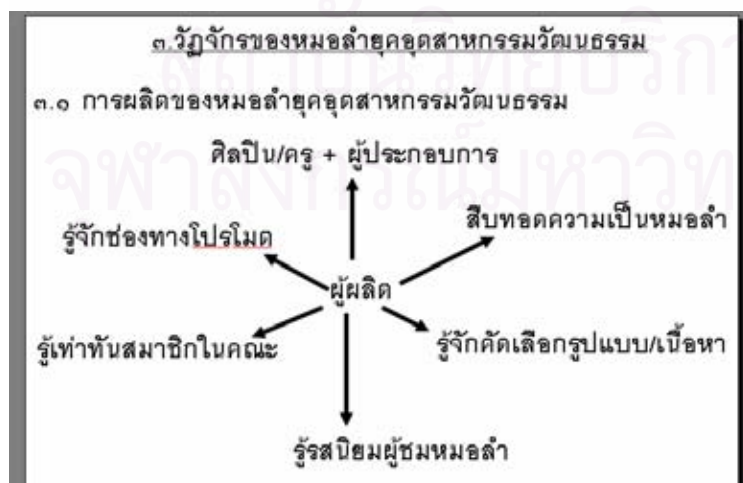 ๓.วัฏจักรของหมอลำยุคอุตสาหกรรมวัฒนธรรม
๓.๑ การผลิตของหมอลำยุคอุตสาหกรรมวัฒนธรรม
ศิลปิน/ครู + ผู้ประกอบการ
สืบทอดความเป็นหมอลำ
รู้จักช่องทางโปรโมต
ผู้ผลิต
รู้เท่าทันสมาชิกในคณะ
รู้จักคัดเลือกรูปแบบ/เนื้อหา
รู้รสนิยมผู้ชมหมอลำ